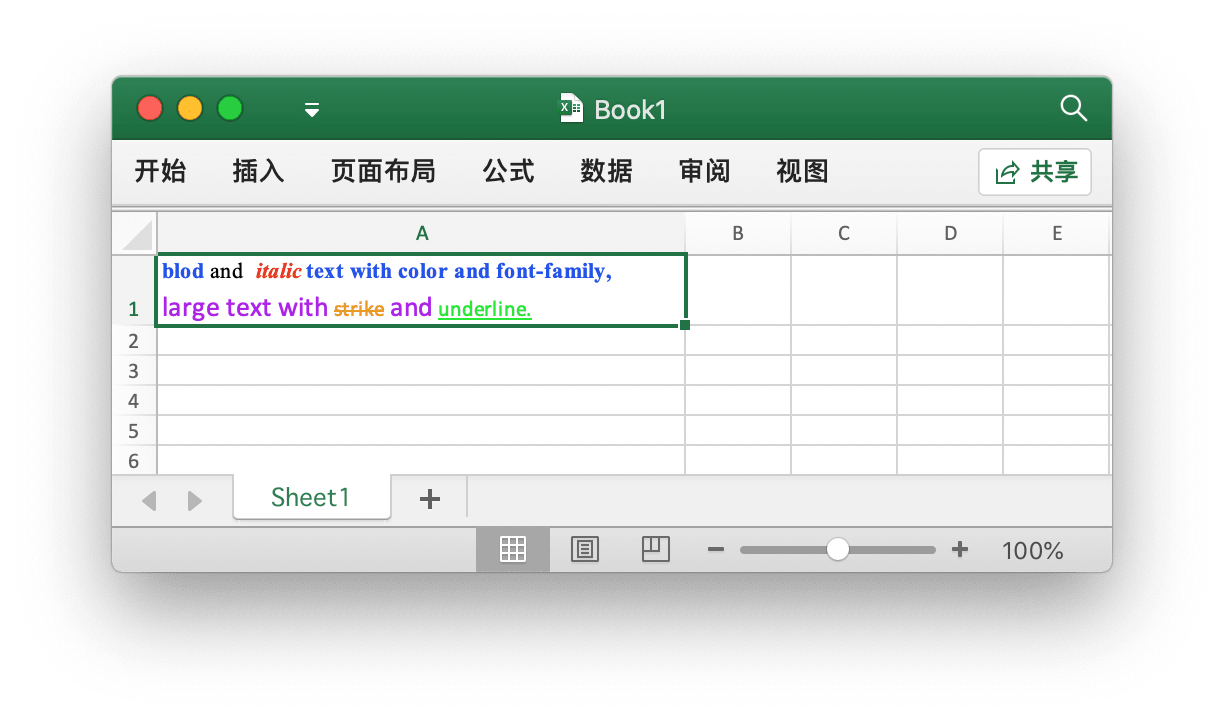 Book1
开始 插入 页面布局 公式 数据 审阅 视图 共享
A B C D E
blod and italic text with color and font-family,
1 large text with strike and underline.
2
3
4
5
6
Sheet1
100%